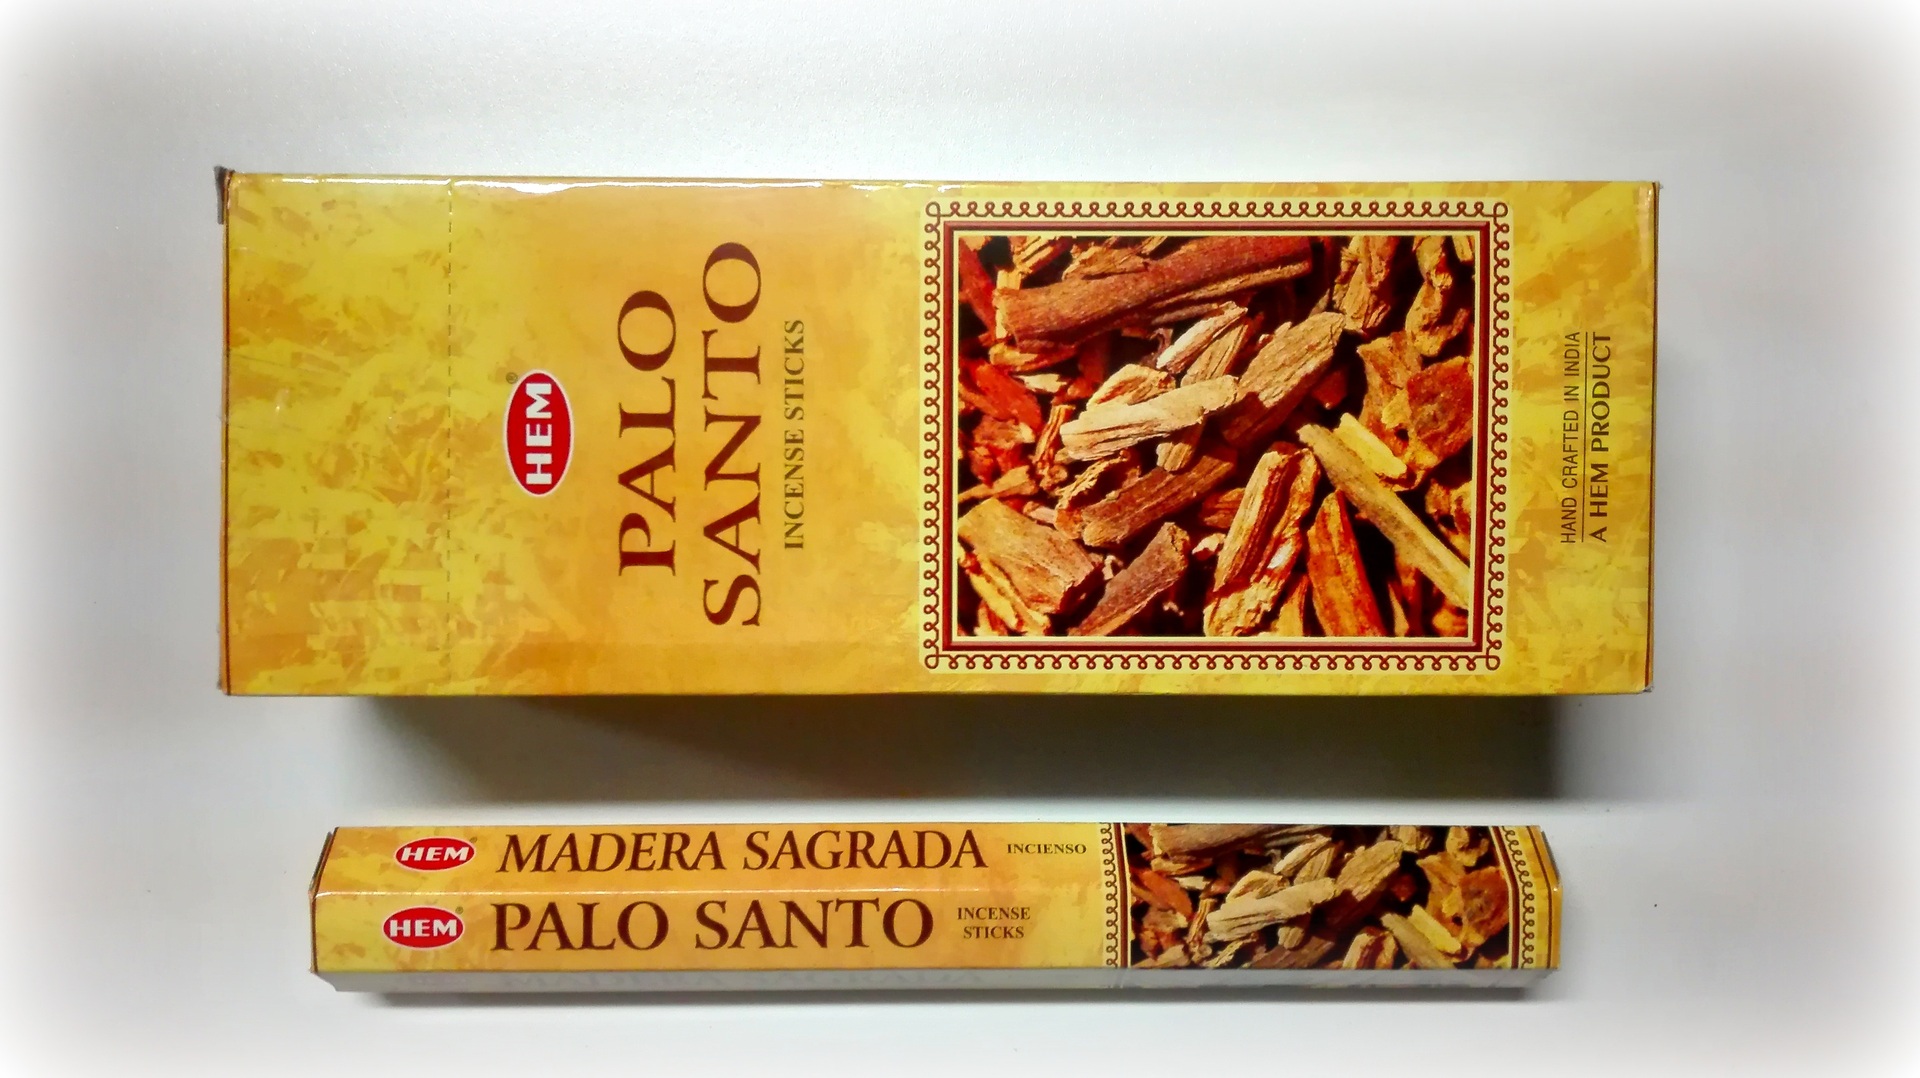 HEM
PALO
SANTO
INCENSE STICKS
HAND CRAFTED IN INDIA
A HEM PRODUCT
HEM MADERA SAGRADA INCIENSO
HEM PALO SANTO INCENSE
STICKS